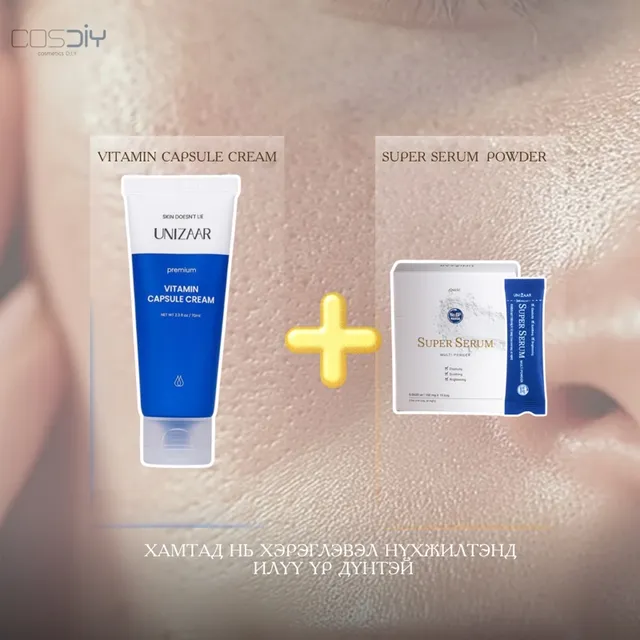 COSDIY
cosmetics DIY
VITAMIN CAPSULE CREAM
SUPER SERUM POWDER
SKIN DOESN'T LIE
UNIZAAR
premium
VITAMIN
CAPSULE CREAM
SUPER SERUM
UNIZAAR
SUPER SERUM
ХАМТАД НЬ ХЭРЭГЛЭВЭЛ НҮХЖИЛТЭНД
ИЛҮҮ ҮР ДҮНТЭЙ